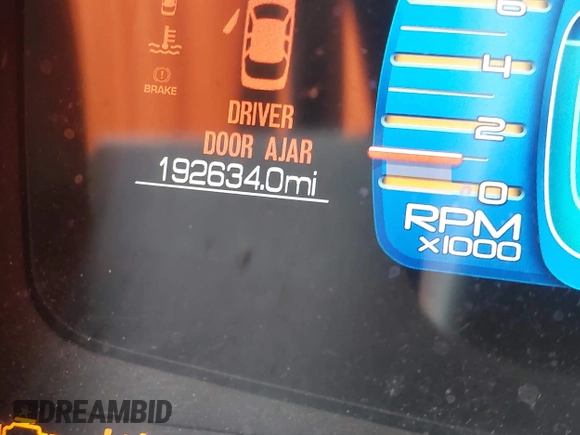 6
4
2
0
RPM
x1000
BRAKE
DRIVER
DOOR AJAR
192634.0mi
DREAMBID